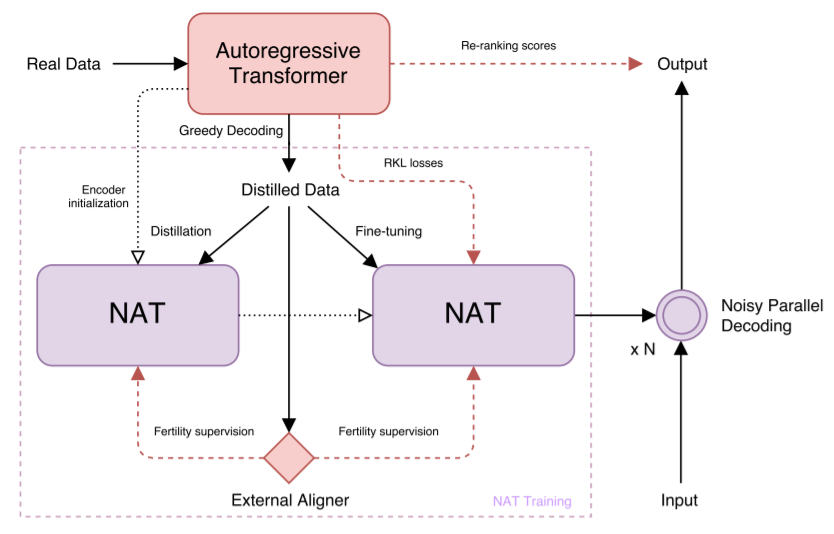 Autoregressive
Transformer
Real Data
Re-ranking scores
Output
Greedy Decoding
RKL losses
Encoder
initialization
Distilled Data
Distillation
Fine-tuning
NAT
NAT
Noisy Parallel
Decoding
x N
Fertility supervision
Fertility supervision
External Aligner
NAT Training
Input